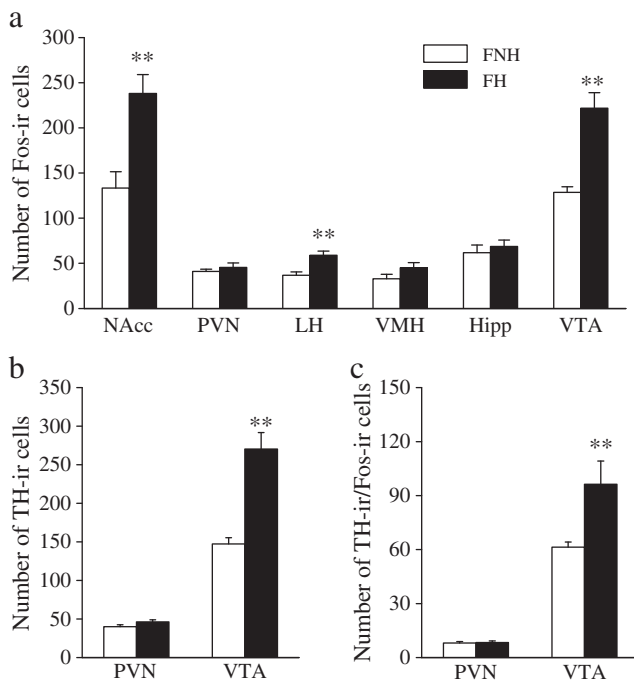 a
Number of Fos-ir cells
300
250
200
150
100
50
0
**
**
**
FNH
FH
NAcc PVN LH VMH Hipp VTA
b
Number of TH-ir cells
350
300
250
200
150
100
50
0
**
PVN VTA
c
Number of TH-ir/Fos-ir cells
150
120
90
60
30
0
**
PVN VTA